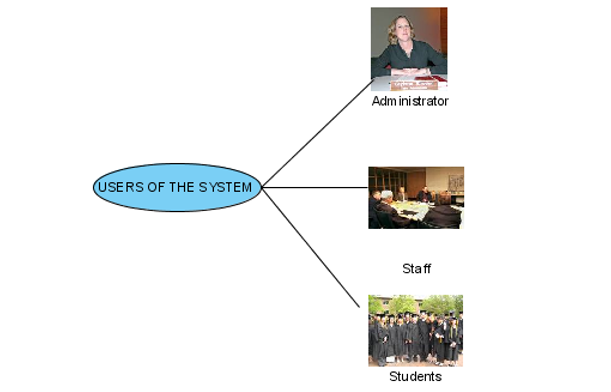 Administrator
USERS OF THE SYSTEM
Staff
Students